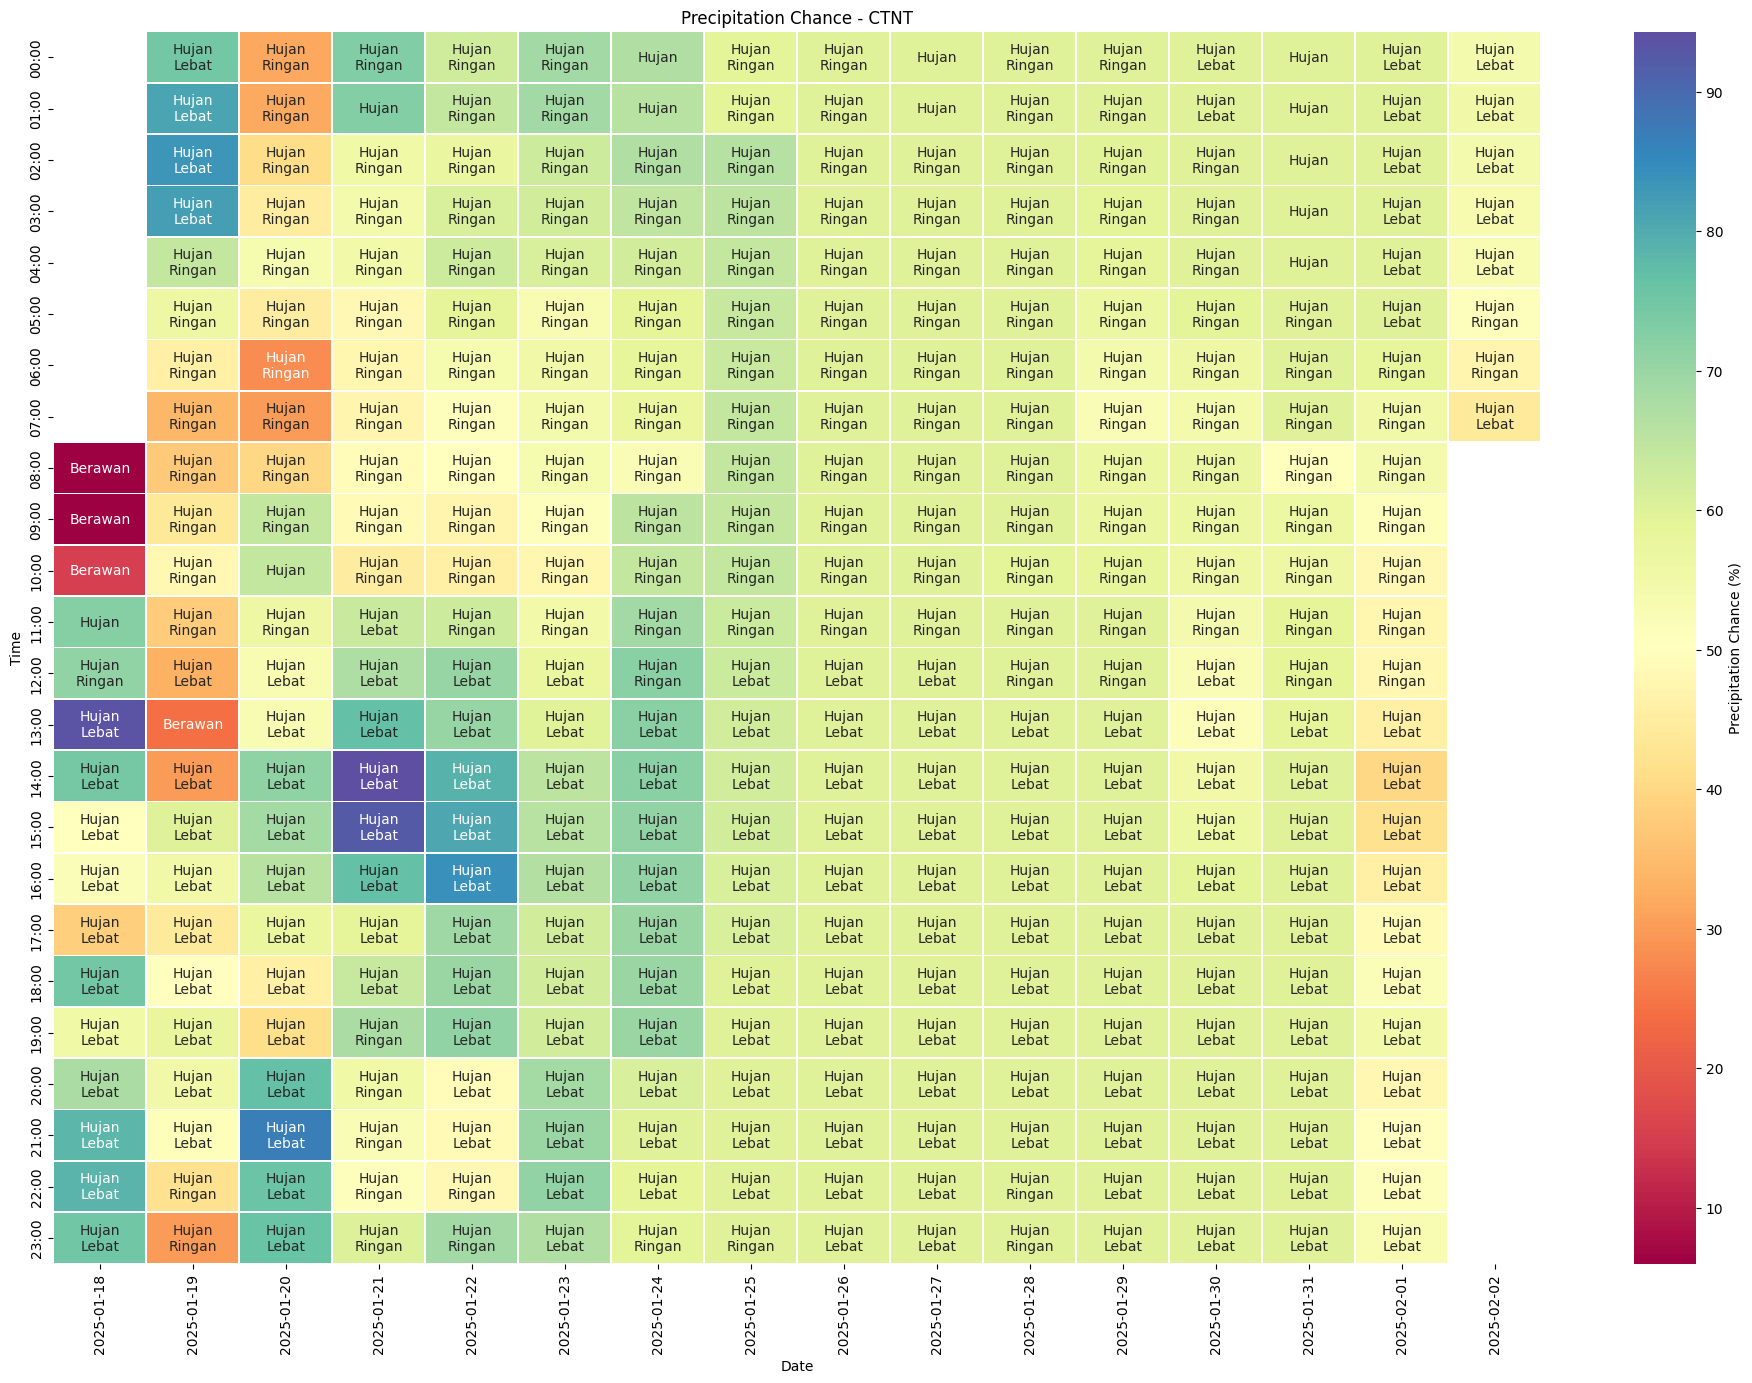 Precipitation Chance - CTNT
00:00 Hujan Lebat Hujan Ringan Hujan Ringan Hujan Ringan Hujan Ringan Hujan Hujan Ringan Hujan Ringan Hujan Hujan Ringan Hujan Ringan Hujan Lebat Hujan Hujan Lebat Hujan Lebat
01:00 Hujan Lebat Hujan Ringan Hujan Hujan Ringan Hujan Ringan Hujan Hujan Ringan Hujan Ringan Hujan Hujan Ringan Hujan Ringan Hujan Lebat Hujan Hujan Lebat Hujan Lebat
02:00 Hujan Lebat Hujan Ringan Hujan Ringan Hujan Ringan Hujan Ringan Hujan Ringan Hujan Ringan Hujan Ringan Hujan Ringan Hujan Ringan Hujan Ringan Hujan Ringan Hujan Hujan Lebat Hujan Lebat
03:00 Hujan Lebat Hujan Ringan Hujan Ringan Hujan Ringan Hujan Ringan Hujan Ringan Hujan Ringan Hujan Ringan Hujan Ringan Hujan Ringan Hujan Ringan Hujan Ringan Hujan Hujan Lebat Hujan Lebat
04:00 Hujan Ringan Hujan Ringan Hujan Ringan Hujan Ringan Hujan Ringan Hujan Ringan Hujan Ringan Hujan Ringan Hujan Ringan Hujan Ringan Hujan Ringan Hujan Ringan Hujan Hujan Lebat Hujan Lebat
05:00 Hujan Ringan Hujan Ringan Hujan Ringan Hujan Ringan Hujan Ringan Hujan Ringan Hujan Ringan Hujan Ringan Hujan Ringan Hujan Ringan Hujan Ringan Hujan Ringan Hujan Ringan Hujan Lebat Hujan Ringan
06:00 Hujan Ringan Hujan Ringan Hujan Ringan Hujan Ringan Hujan Ringan Hujan Ringan Hujan Ringan Hujan Ringan Hujan Ringan Hujan Ringan Hujan Ringan Hujan Ringan Hujan Ringan Hujan Ringan Hujan Ringan
07:00 Hujan Ringan Hujan Ringan Hujan Ringan Hujan Ringan Hujan Ringan Hujan Ringan Hujan Ringan Hujan Ringan Hujan Ringan Hujan Ringan Hujan Ringan Hujan Ringan Hujan Ringan Hujan Ringan Hujan Lebat
08:00 Berawan Hujan Ringan Hujan Ringan Hujan Ringan Hujan Ringan Hujan Ringan Hujan Ringan Hujan Ringan Hujan Ringan Hujan Ringan Hujan Ringan Hujan Ringan Hujan Ringan Hujan Ringan Hujan Ringan
09:00 Berawan Hujan Ringan Hujan Ringan Hujan Ringan Hujan Ringan Hujan Ringan Hujan Ringan Hujan Ringan Hujan Ringan Hujan Ringan Hujan Ringan Hujan Ringan Hujan Ringan Hujan Ringan Hujan Ringan
10:00 Berawan Hujan Ringan Hujan Hujan Ringan Hujan Ringan Hujan Ringan Hujan Ringan Hujan Ringan Hujan Ringan Hujan Ringan Hujan Ringan Hujan Ringan Hujan Ringan Hujan Ringan Hujan Ringan
11:00 Hujan Hujan Ringan Hujan Ringan Hujan Lebat Hujan Ringan Hujan Ringan Hujan Ringan Hujan Ringan Hujan Ringan Hujan Ringan Hujan Ringan Hujan Ringan Hujan Ringan Hujan Ringan Hujan Ringan
12:00 Hujan Ringan Hujan Lebat Hujan Lebat Hujan Lebat Hujan Lebat Hujan Lebat Hujan Ringan Hujan Lebat Hujan Lebat Hujan Lebat Hujan Ringan Hujan Ringan Hujan Lebat Hujan Ringan Hujan Ringan
13:00 Hujan Lebat Berawan Hujan Lebat Hujan Lebat Hujan Lebat Hujan Lebat Hujan Lebat Hujan Lebat Hujan Lebat Hujan Lebat Hujan Lebat Hujan Lebat Hujan Lebat Hujan Lebat Hujan Lebat
14:00 Hujan Lebat Hujan Lebat Hujan Lebat Hujan Lebat Hujan Lebat Hujan Lebat Hujan Lebat Hujan Lebat Hujan Lebat Hujan Lebat Hujan Lebat Hujan Lebat Hujan Lebat Hujan Lebat Hujan Lebat
15:00 Hujan Lebat Hujan Lebat Hujan Lebat Hujan Lebat Hujan Lebat Hujan Lebat Hujan Lebat Hujan Lebat Hujan Lebat Hujan Lebat Hujan Lebat Hujan Lebat Hujan Lebat Hujan Lebat Hujan Lebat
16:00 Hujan Lebat Hujan Lebat Hujan Lebat Hujan Lebat Hujan Lebat Hujan Lebat Hujan Lebat Hujan Lebat Hujan Lebat Hujan Lebat Hujan Lebat Hujan Lebat Hujan Lebat Hujan Lebat Hujan Lebat
17:00 Hujan Lebat Hujan Lebat Hujan Lebat Hujan Lebat Hujan Lebat Hujan Lebat Hujan Lebat Hujan Lebat Hujan Lebat Hujan Lebat Hujan Lebat Hujan Lebat Hujan Lebat Hujan Lebat Hujan Lebat
18:00 Hujan Lebat Hujan Lebat Hujan Lebat Hujan Lebat Hujan Lebat Hujan Lebat Hujan Lebat Hujan Lebat Hujan Lebat Hujan Lebat Hujan Lebat Hujan Lebat Hujan Lebat Hujan Lebat Hujan Lebat
19:00 Hujan Lebat Hujan Lebat Hujan Lebat Hujan Ringan Hujan Lebat Hujan Lebat Hujan Lebat Hujan Lebat Hujan Lebat Hujan Lebat Hujan Lebat Hujan Lebat Hujan Lebat Hujan Lebat Hujan Lebat
20:00 Hujan Lebat Hujan Lebat Hujan Lebat Hujan Ringan Hujan Lebat Hujan Lebat Hujan Lebat Hujan Lebat Hujan Lebat Hujan Lebat Hujan Lebat Hujan Lebat Hujan Lebat Hujan Lebat Hujan Lebat
21:00 Hujan Lebat Hujan Lebat Hujan Lebat Hujan Ringan Hujan Lebat Hujan Lebat Hujan Lebat Hujan Lebat Hujan Lebat Hujan Lebat Hujan Lebat Hujan Lebat Hujan Lebat Hujan Lebat Hujan Lebat
22:00 Hujan Lebat Hujan Ringan Hujan Lebat Hujan Ringan Hujan Ringan Hujan Lebat Hujan Lebat Hujan Lebat Hujan Lebat Hujan Lebat Hujan Ringan Hujan Lebat Hujan Lebat Hujan Lebat Hujan Lebat
23:00 Hujan Lebat Hujan Ringan Hujan Lebat Hujan Ringan Hujan Ringan Hujan Lebat Hujan Ringan Hujan Ringan Hujan Lebat Hujan Lebat Hujan Ringan Hujan Lebat Hujan Lebat Hujan Lebat Hujan Lebat
2025-01-18 2025-01-19 2025-01-20 2025-01-21 2025-01-22 2025-01-23 2025-01-24 2025-01-25 2025-01-26 2025-01-27 2025-01-28 2025-01-29 2025-01-30 2025-01-31 2025-02-01 2025-02-02
Date
Time
90
80
70
60
50
40
30
20
10
Precipitation Chance (%)